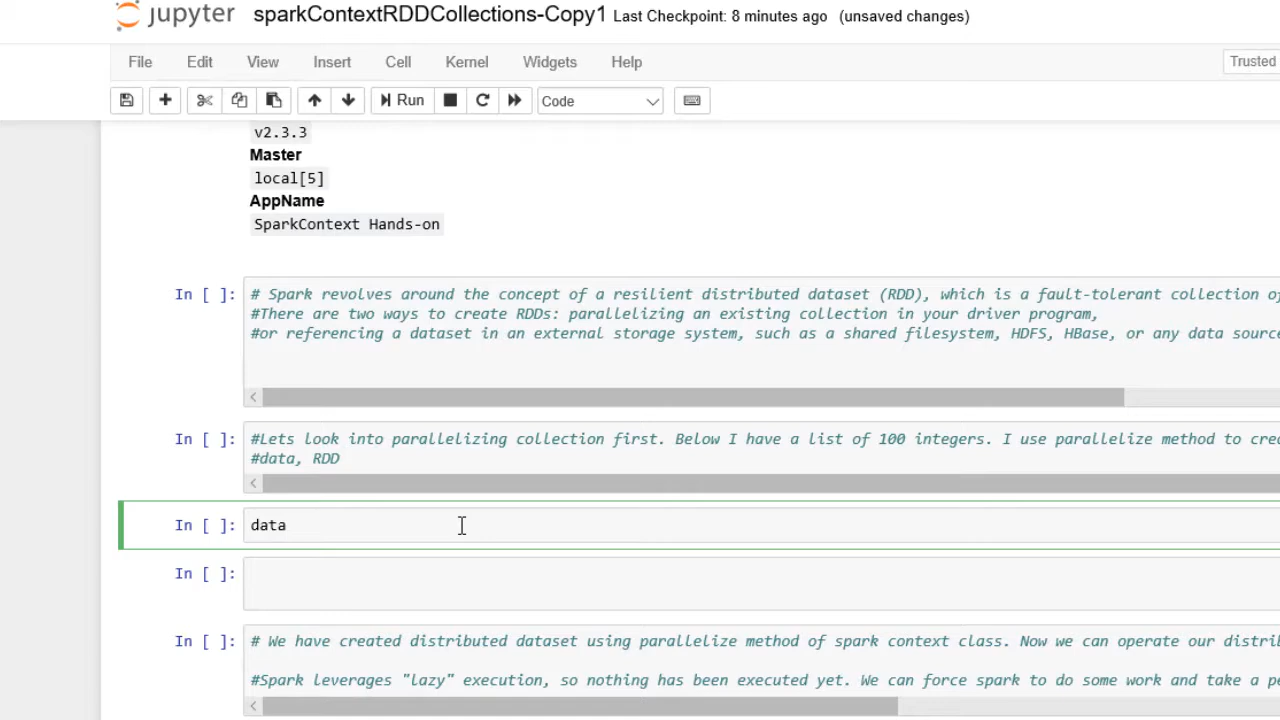 jupyter sparkContextRDDCollections-Copy1 Last Checkpoint: 8 minutes ago (unsaved changes)
File Edit View Insert Cell Kernel Widgets Help
Trusted
Run Code
v2.3.3
Master
local[5]
AppName
SparkContext Hands-on
In [ ]: # Spark revolves around the concept of a resilient distributed dataset (RDD), which is a fault-tolerant collection of
#There are two ways to create RDDs: parallelizing an existing collection in your driver program,
#or referencing a dataset in an external storage system, such as a shared filesystem, HDFS, HBase, or any data source
In [ ]: #Lets look into parallelizing collection first. Below I have a list of 100 integers. I use parallelize method to cre
#data, RDD
In [ ]: data
In [ ]:
In [ ]: # We have created distributed dataset using parallelize method of spark context class. Now we can operate our distri
#Spark leverages "lazy" execution, so nothing has been executed yet. We can force spark to do some work and take a pe